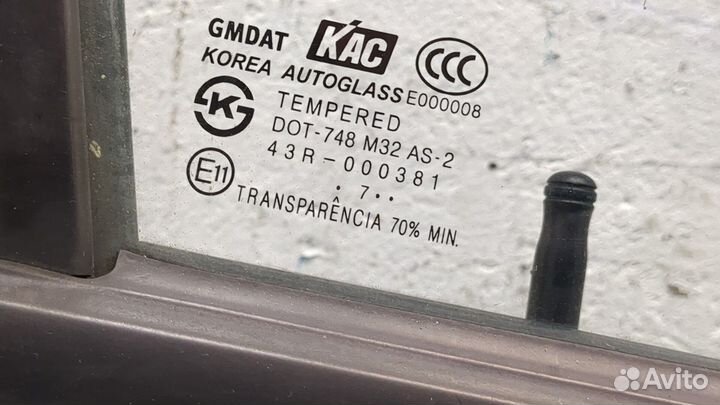 GMDAT KAC CCC
KOREA AUTOGLASS E000008
TEMPERED
K DOT-748 M32 AS-2
43R-000381
E11 . 7 . .
TRANSPARÊNCIA 70% MIN.
Avito